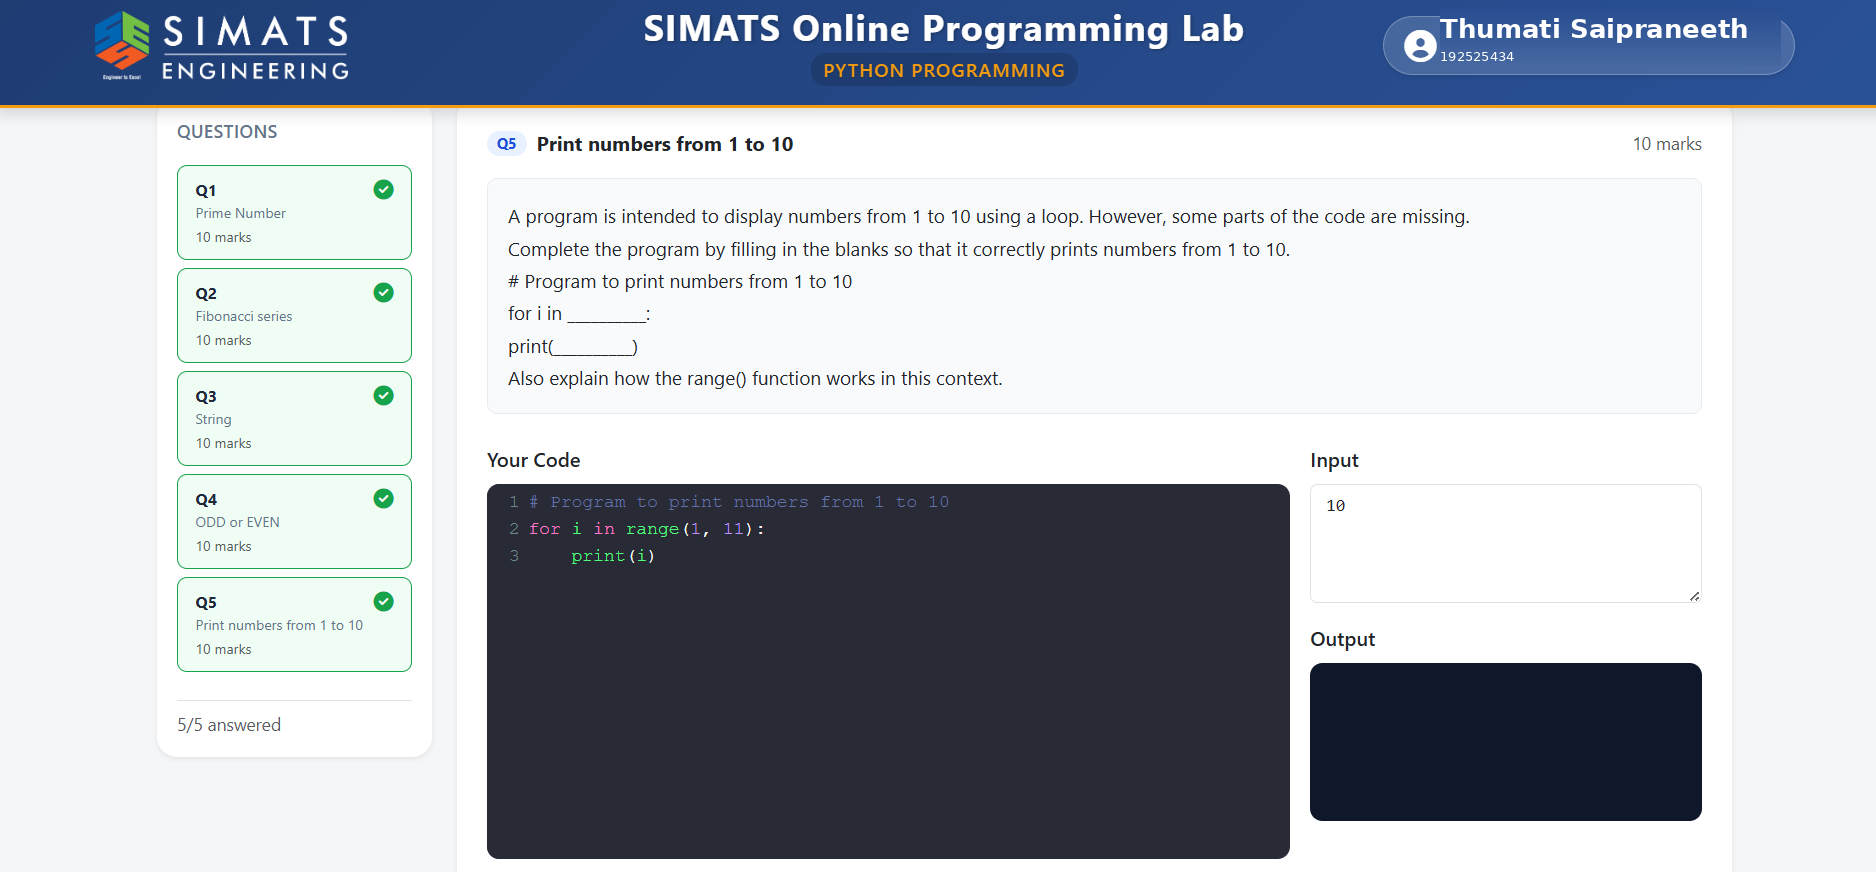 SIMATS
ENGINEERING
Engineer to Excel
SIMATS Online Programming Lab
PYTHON PROGRAMMING
Thumati Saipraneeth
192525434
QUESTIONS
Q1
Prime Number
10 marks
Q2
Fibonacci series
10 marks
Q3
String
10 marks
Q4
ODD or EVEN
10 marks
Q5
Print numbers from 1 to 10
10 marks
5/5 answered
Q5 Print numbers from 1 to 10
10 marks
A program is intended to display numbers from 1 to 10 using a loop. However, some parts of the code are missing.
Complete the program by filling in the blanks so that it correctly prints numbers from 1 to 10.
# Program to print numbers from 1 to 10
for i in _________:
print(_________)
Also explain how the range() function works in this context.
Your Code
1 # Program to print numbers from 1 to 10
2 for i in range(1, 11):
3     print(i)
Input
10
Output